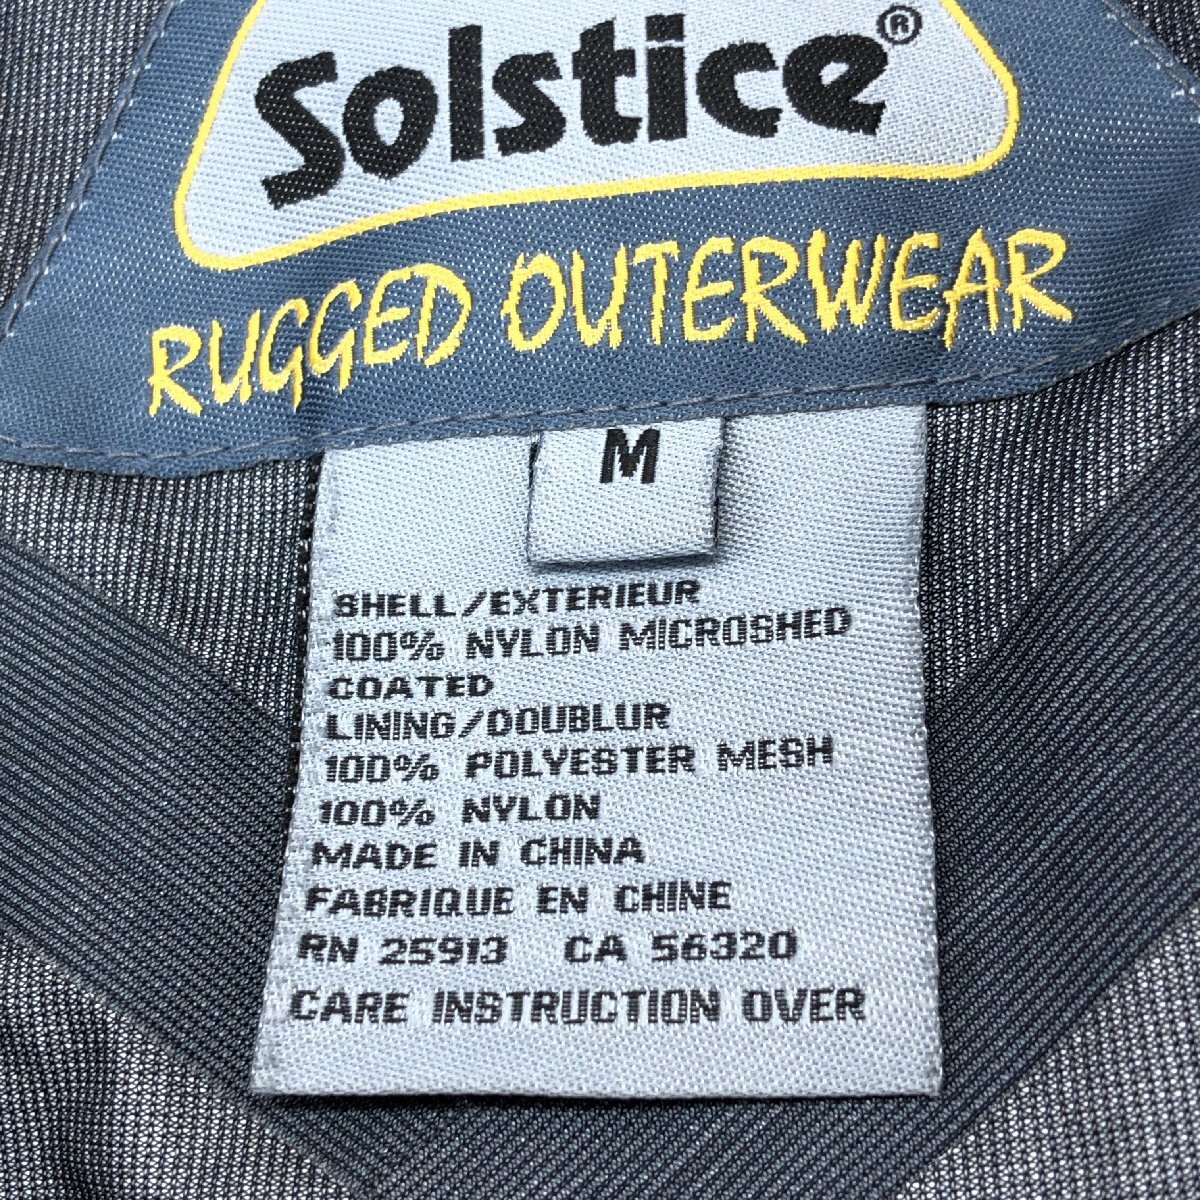 Solstice®
RUGGED OUTERWEAR
M
SHELL/EXTERIEUR
100% NYLON MICROSHED
COATED
LINING/DOUBLUR
100% POLYESTER MESH
100% NYLON
MADE IN CHINA
FABRIQUE EN CHINE
RN 25913 CA 56320
CARE INSTRUCTION OVER